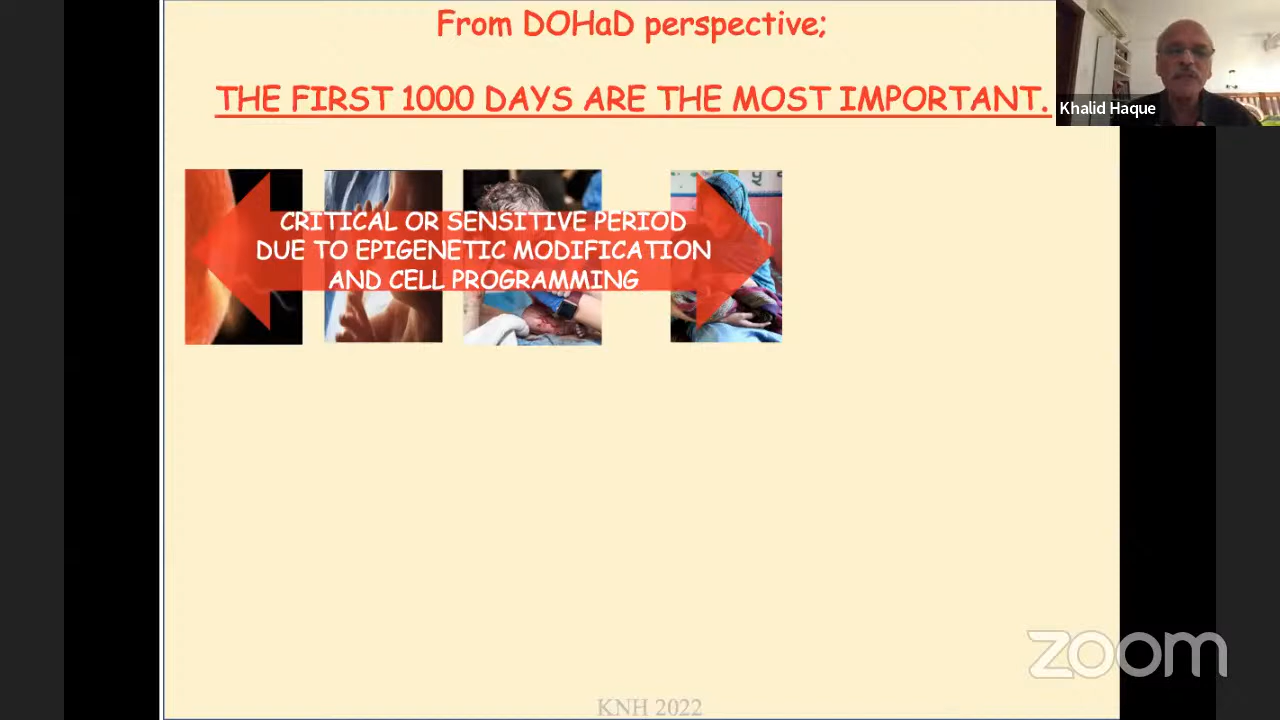 From DOHaD perspective;
THE FIRST 1000 DAYS ARE THE MOST IMPORTANT.
Khalid Haque
CRITICAL OR SENSITIVE PERIOD
DUE TO EPIGENETIC MODIFICATION
AND CELL PROGRAMMING
zoom
KNH 2022